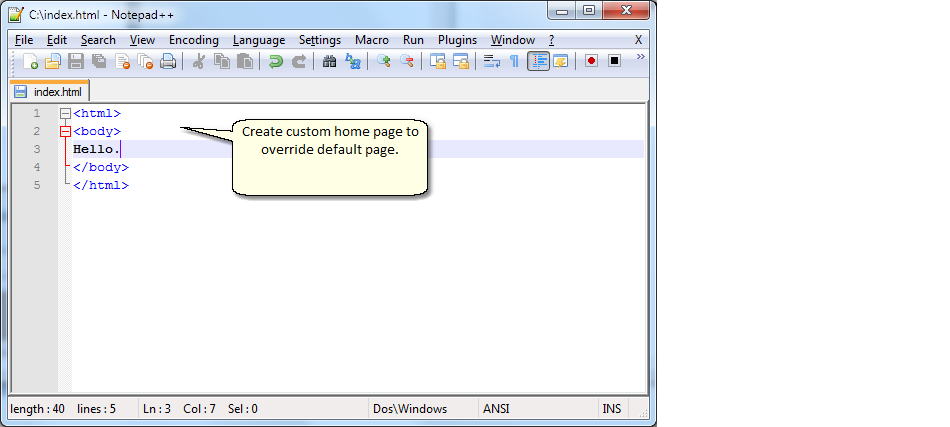 C:\index.html - Notepad++
File Edit Search View Encoding Language Settings Macro Run Plugins Window ? X
index.html
1 <html>
2 <body>
3 Hello.
4 </body>
5 </html>
Create custom home page to
override default page.
length : 40 lines : 5 Ln : 3 Col : 7 Sel : 0 Dos\Windows ANSI INS